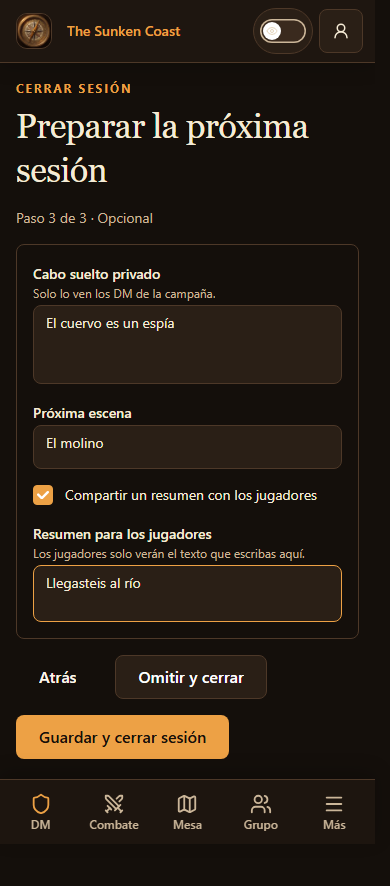 The Sunken Coast
CERRAR SESIÓN
Preparar la próxima
sesión
Paso 3 de 3 · Opcional
Cabo suelto privado
Solo lo ven los DM de la campaña.
El cuervo es un espía
Próxima escena
El molino
Compartir un resumen con los jugadores
Resumen para los jugadores
Los jugadores solo verán el texto que escribas aquí.
Llegasteis al río
Atrás
Omitir y cerrar
Guardar y cerrar sesión
DM
Combate
Mesa
Grupo
Más